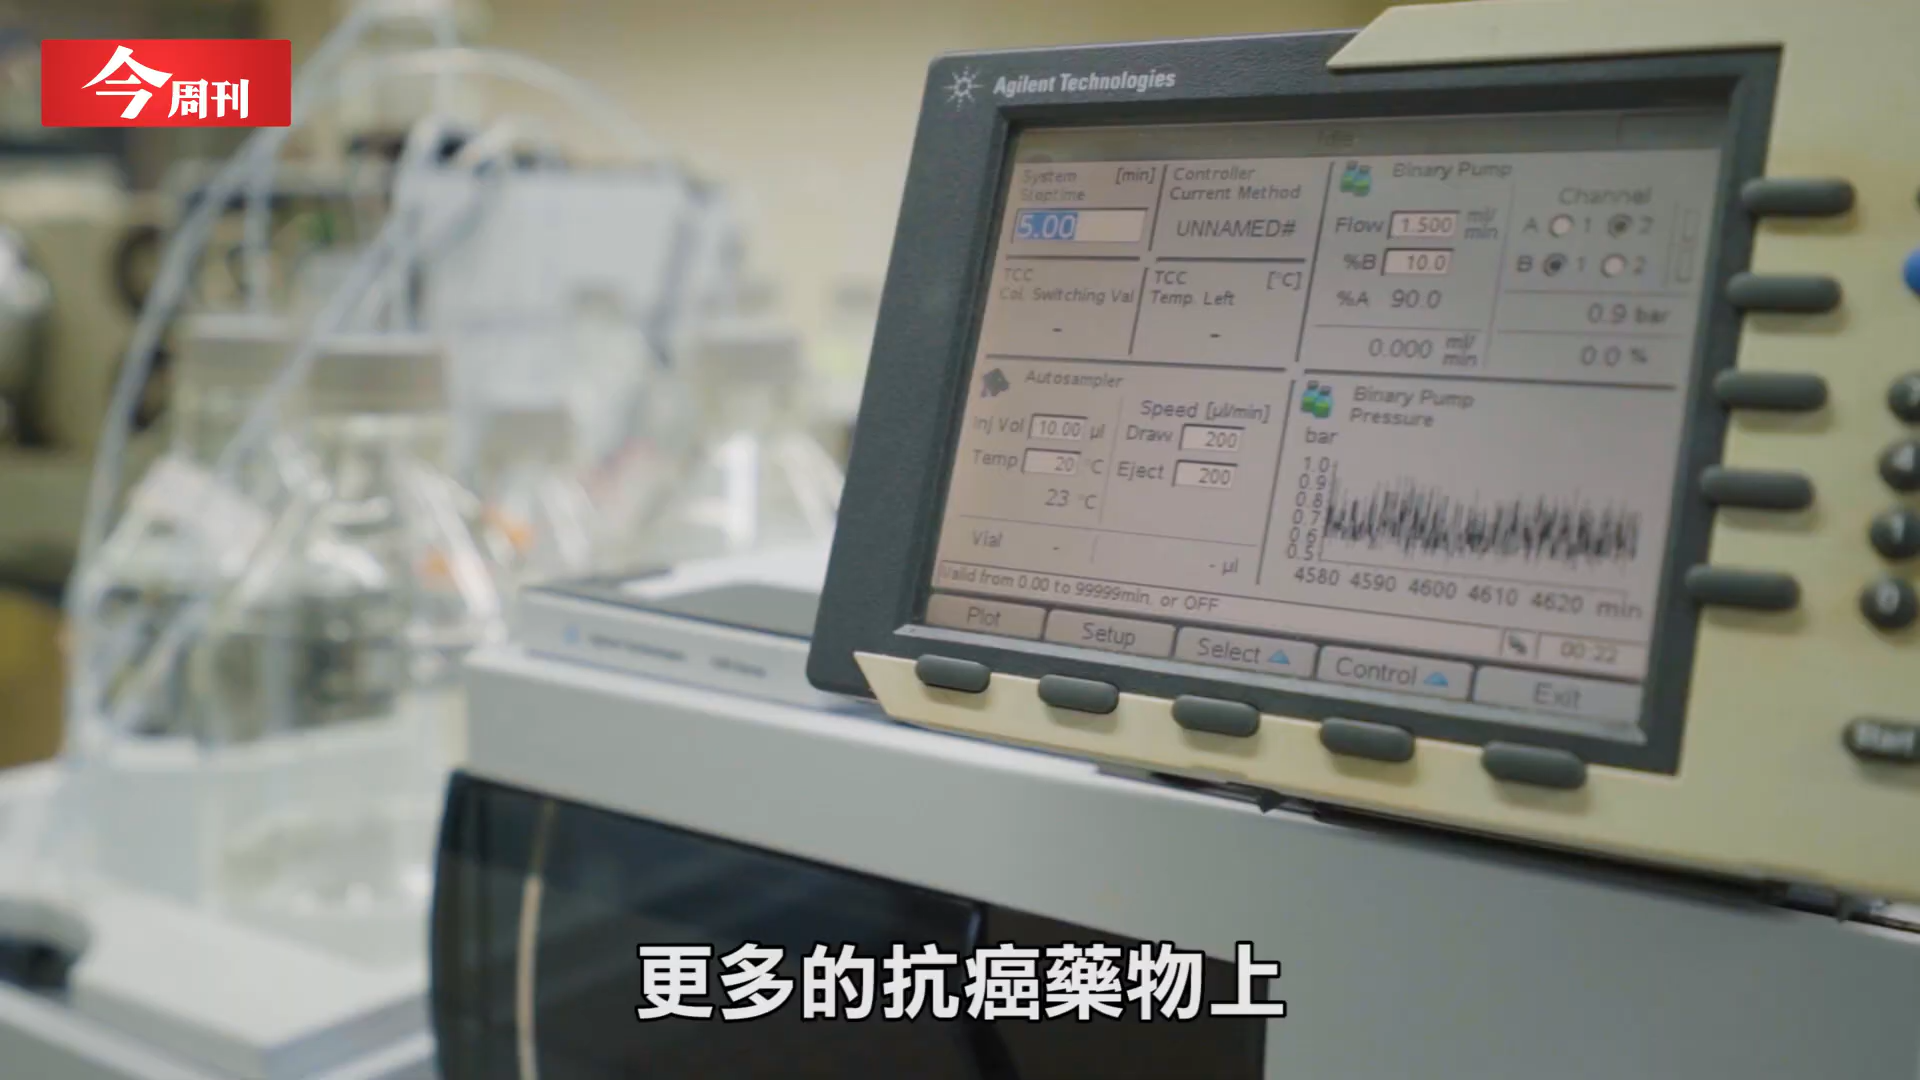 今周刊
Agilent Technologies
System [min]
Stoptime
5.00
Controller
Current Method
UNNAMED#
Binary Pump
Flow 1.500 ml/min
%B 10.0
%A 90.0
0.000 ml/min
Channel
A 1 2
B 1 2
0.9 bar
0.0 %
TCC
Col. Switching Val
-
TCC [°C]
Temp. Left
-
Autosampler
Inj Vol 10.00 µl
Temp 20 °C
23 °C
Speed [µl/min]
Draw 200
Eject 200
Vial - - µl
Binary Pump
Pressure
bar
1.0
0.9
0.8
0.7
0.6
0.5
4580 4590 4600 4610 4620 min
Valid from 0.00 to 99999min. or OFF
00:22
Plot Setup Select Control Exit
Start
更多的抗癌藥物上